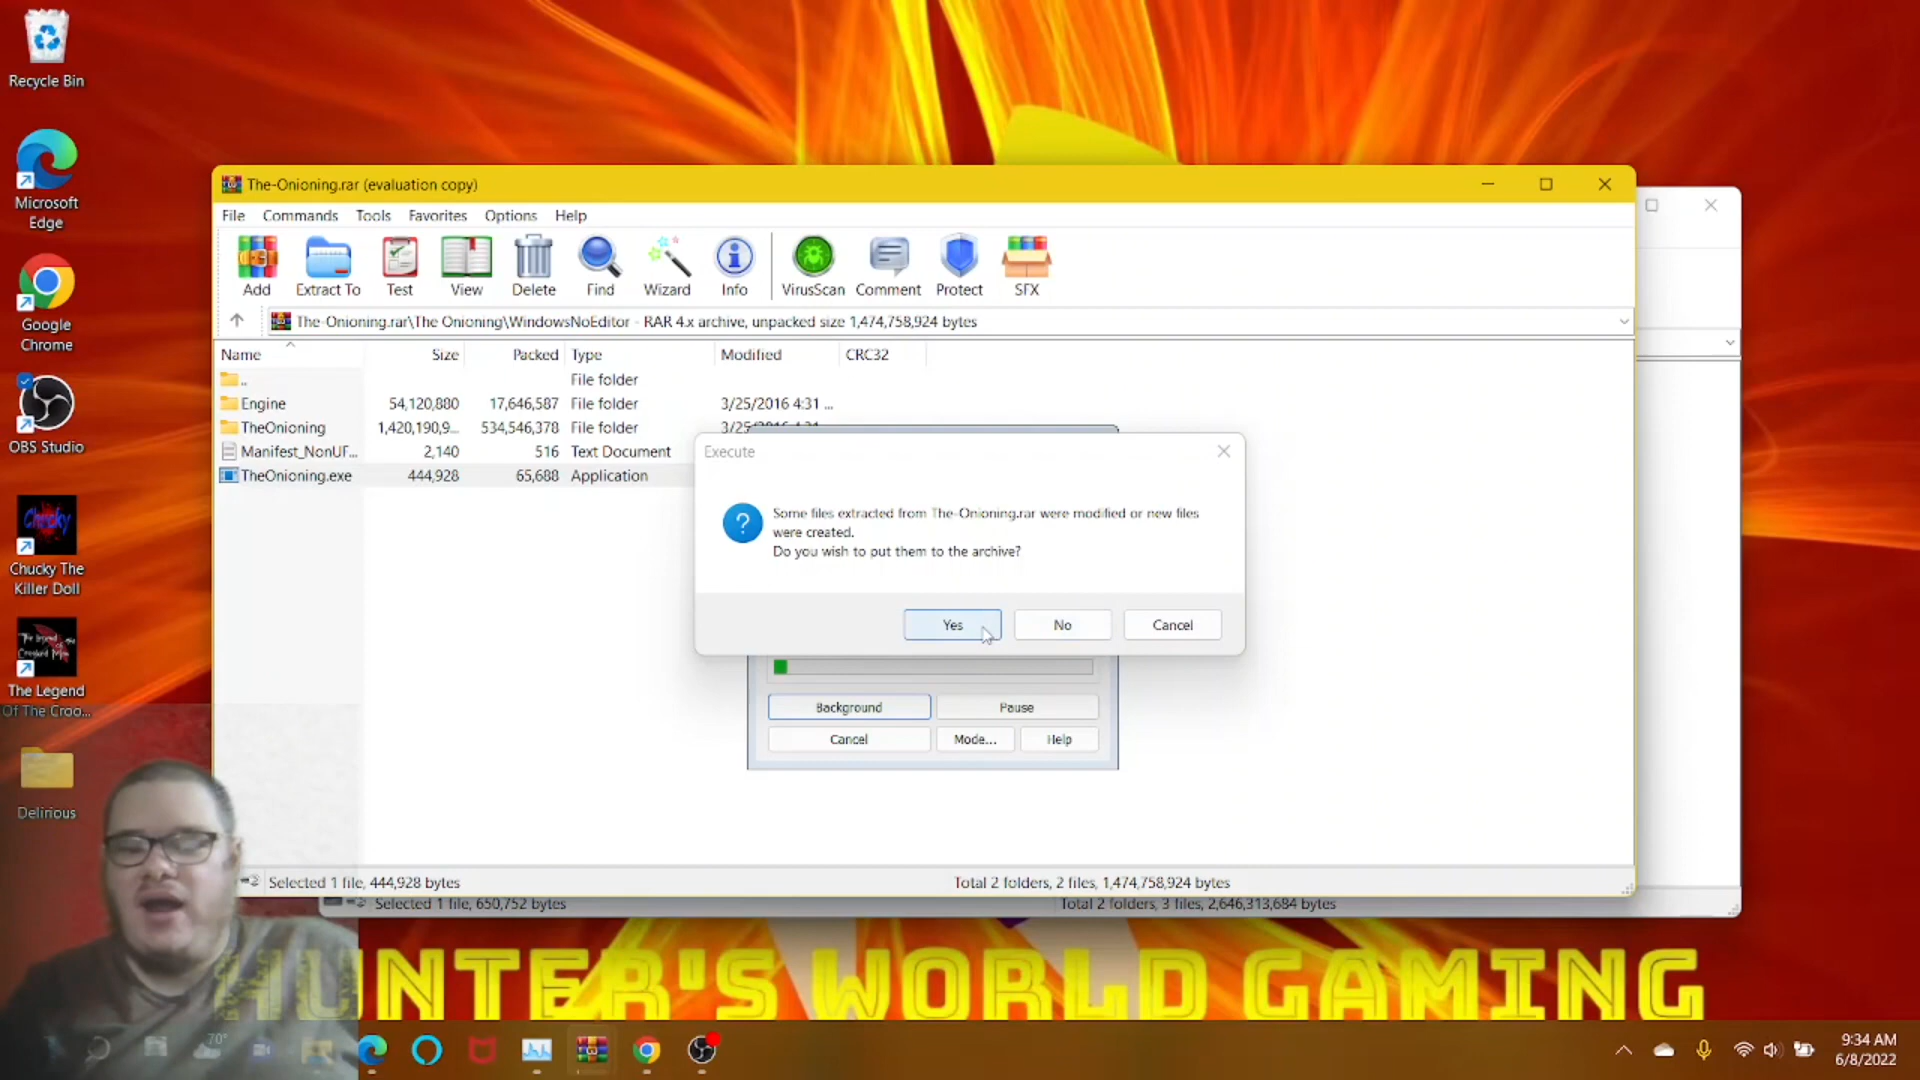 Recycle Bin
Microsoft
Edge
Google
Chrome
OBS Studio
Chucky
Chucky The
Killer Doll
The Legend
Of The Croo...
Delirious
The-Onioning.rar (evaluation copy)
File Commands Tools Favorites Options Help
Add Extract To Test View Delete Find Wizard Info VirusScan Comment Protect SFX
The-Onioning.rar\The Onioning\WindowsNoEditor - RAR 4.x archive, unpacked size 1,474,758,924 bytes
Name Size Packed Type Modified CRC32
.. File folder
Engine 54,120,880 17,646,587 File folder 3/25/2016 4:31 ...
TheOnioning 1,420,190,9... 534,546,378 File folder
Manifest_NonUF... 2,140 516 Text Document
TheOnioning.exe 444,928 65,688 Application
Execute
Some files extracted from The-Onioning.rar were modified or new files
were created.
Do you wish to put them to the archive?
Yes No Cancel
Background Pause
Cancel Mode... Help
Selected 1 file, 444,928 bytes Total 2 folders, 2 files, 1,474,758,924 bytes
Selected 1 file, 650,752 bytes Total 2 folders, 3 files, 2,646,313,684 bytes
HUNTER'S WORLD GAMING
70°
9:34 AM
6/8/2022